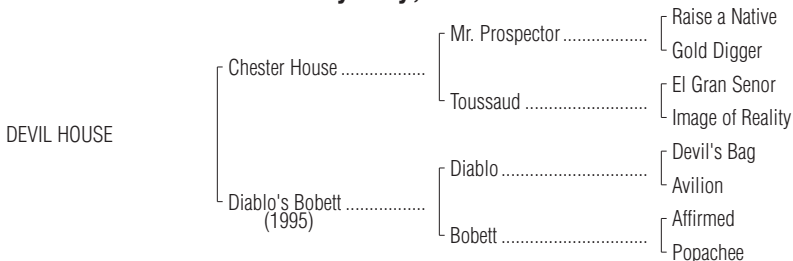 Raise a Native
Mr. Prospector ...................
Gold Digger
Chester House ..................
El Gran Senor
Toussaud ...........................
Image of Reality
DEVIL HOUSE
Devil's Bag
Diablo ................................
Avilion
Diablo's Bobett .................
(1995)
Affirmed
Bobett ................................
Popachee